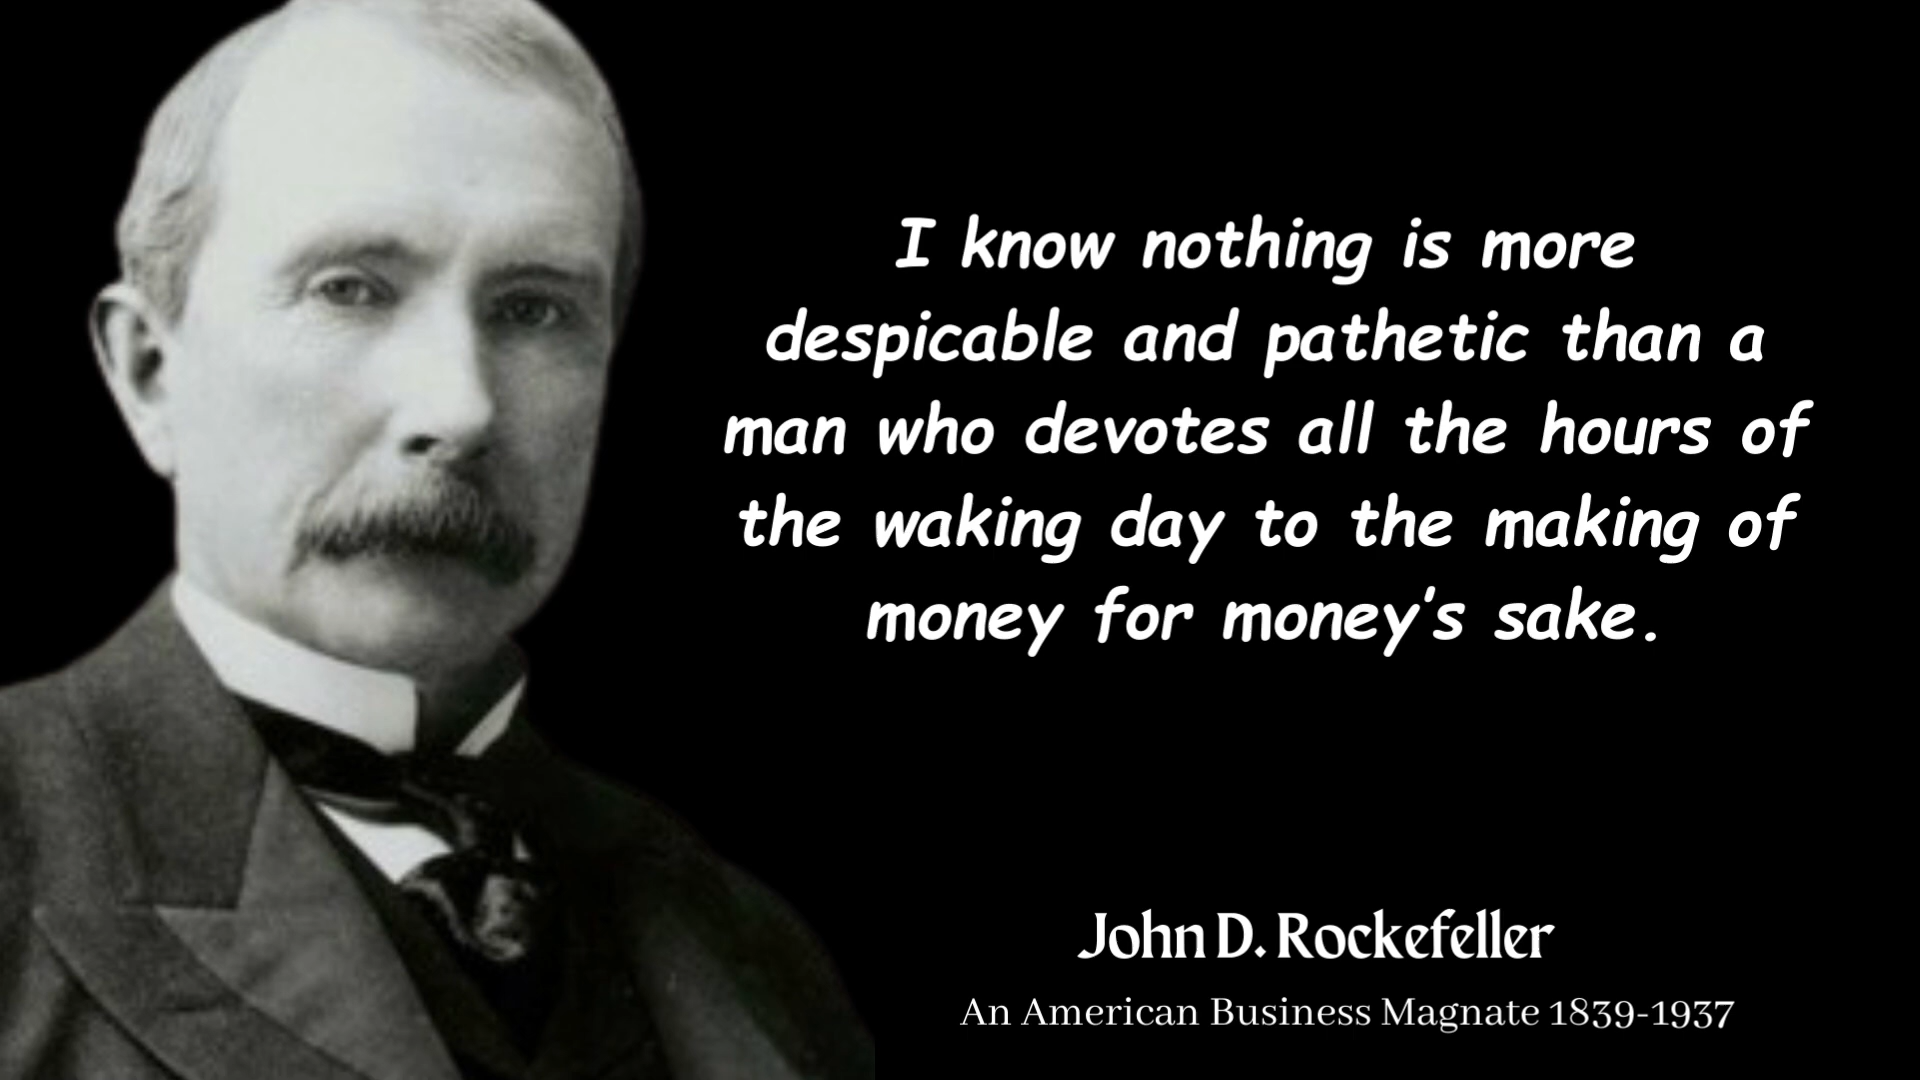 I know nothing is more
despicable and pathetic than a
man who devotes all the hours of
the waking day to the making of
money for money's sake.
John D. Rockefeller
An American Business Magnate 1839-1937